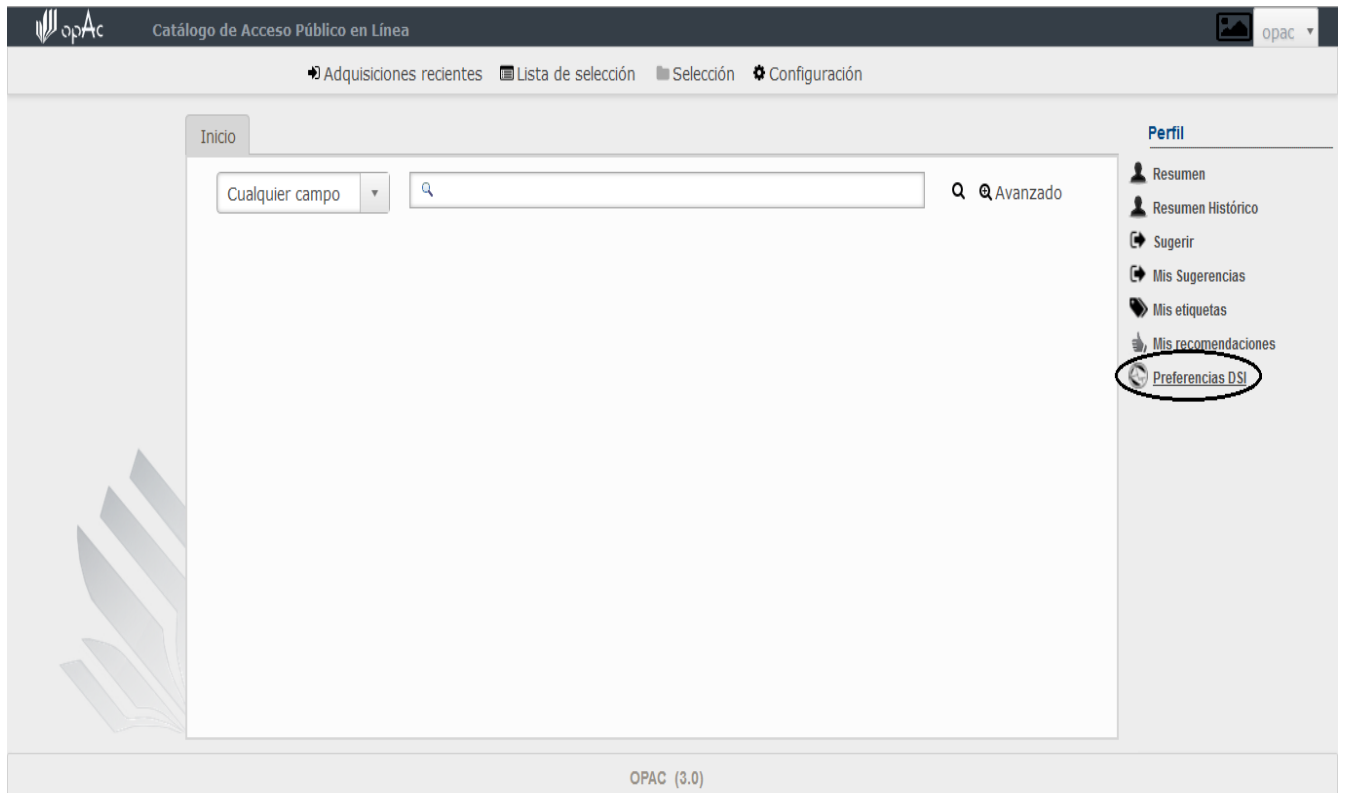 opAc Catálogo de Acceso Público en Línea opac
Adquisiciones recientes Lista de selección Selección Configuración
Inicio
Cualquier campo Avanzado
Perfil
Resumen
Resumen Histórico
Sugerir
Mis Sugerencias
Mis etiquetas
Mis recomendaciones
Preferencias DSI
OPAC (3.0)